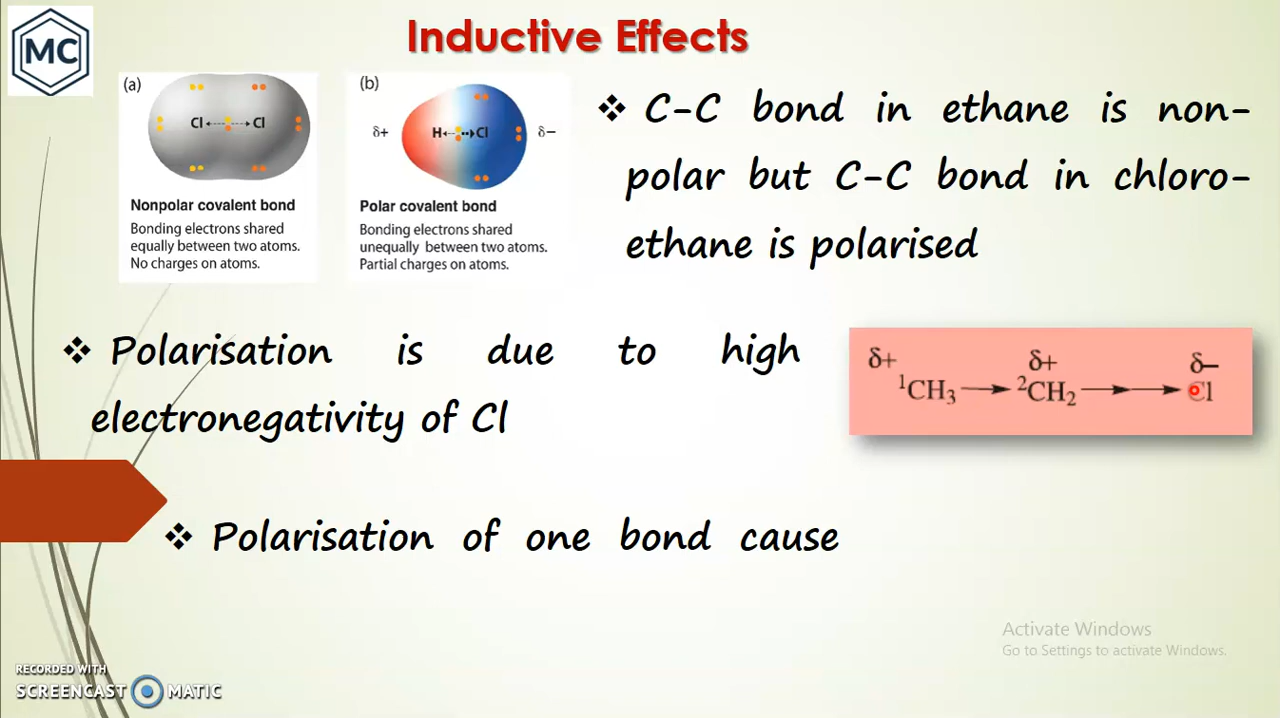 MC
Inductive Effects
(a)
Cl Cl
Nonpolar covalent bond
Bonding electrons shared
equally between two atoms.
No charges on atoms.
(b)
δ+ H Cl δ−
Polar covalent bond
Bonding electrons shared
unequally between two atoms.
Partial charges on atoms.
❖ C-C bond in ethane is non-
polar but C-C bond in chloro-
ethane is polarised
❖ Polarisation is due to high
electronegativity of Cl
δ+ δ+ δ−
¹CH₃ → ²CH₂ →→ Cl
❖ Polarisation of one bond cause
Activate Windows
Go to Settings to activate Windows.
RECORDED WITH
SCREENCAST MATIC